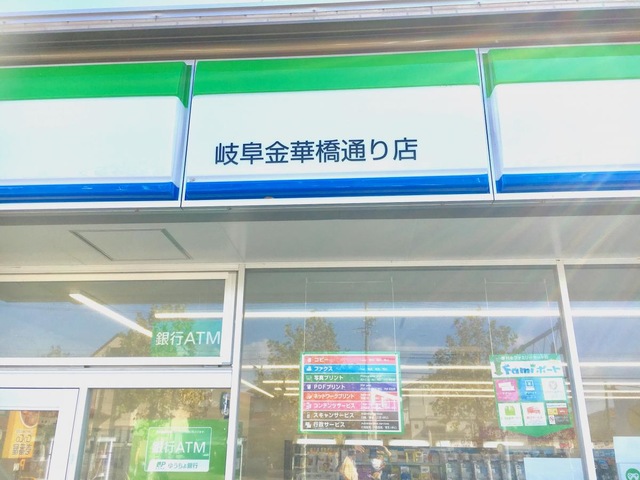 岐阜金華橋通り店
銀行ATM
コピー
ファクス
写真プリント
PDFプリント
ネットワークプリント
コンテンツサービス
スキャンサービス
行政サービス
Famiポート
銀行ATM
ゆうちょ銀行